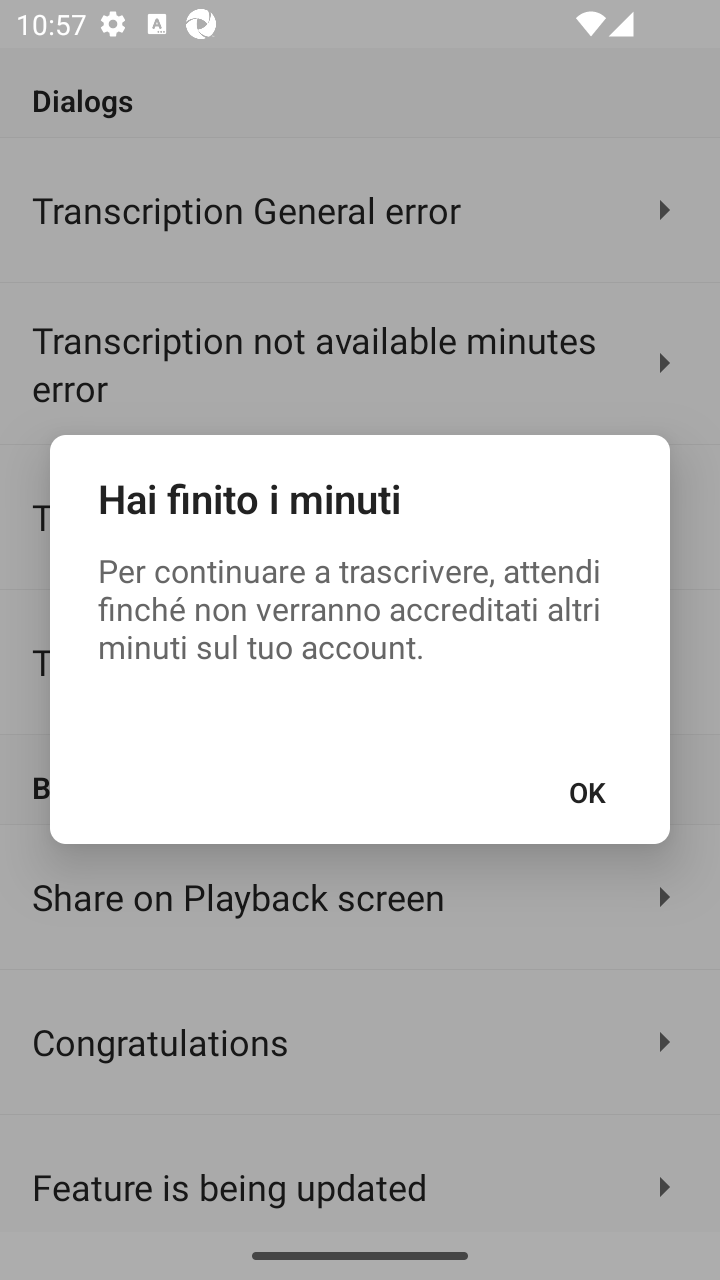 10:57
Dialogs
Transcription General error
Transcription not available minutes
error
Hai finito i minuti
Per continuare a trascrivere, attendi
finché non verranno accreditati altri
minuti sul tuo account.
OK
Share on Playback screen
Congratulations
Feature is being updated